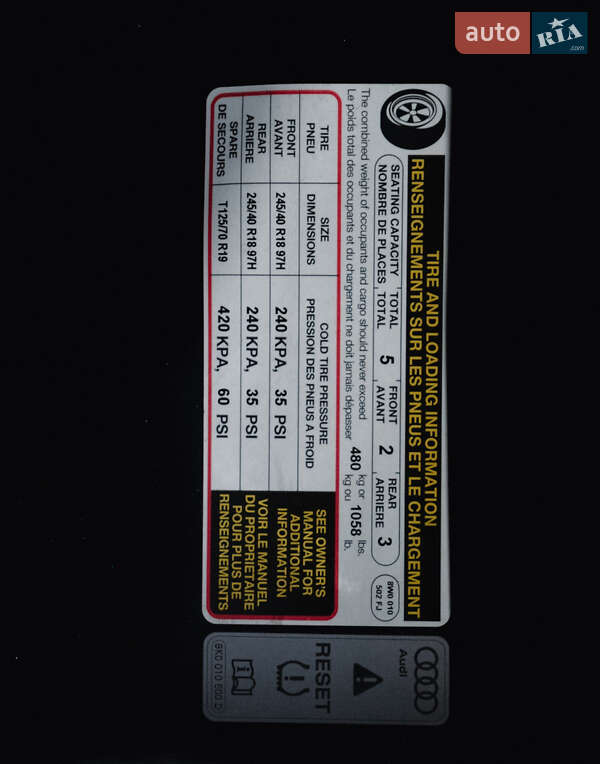 auto RIA
.com
TIRE AND LOADING INFORMATION
RENSEIGNEMENTS SUR LES PNEUS ET LE CHARGEMENT
SEATING CAPACITY TOTAL 5 FRONT 2 REAR 3
NOMBRE DE PLACES TOTAL AVANT ARRIERE
8W0 010
502 FJ
The combined weight of occupants and cargo should never exceed 480 kg or 1058 lbs.
Le poids total des occupants et du chargement ne doit jamais dépasser kg ou lb.
TIRE SIZE COLD TIRE PRESSURE
PNEU DIMENSIONS PRESSION DES PNEUS A FROID
FRONT
AVANT 245/40 R18 97H 240 KPA, 35 PSI
REAR
ARRIERE 245/40 R18 97H 240 KPA, 35 PSI
SPARE
DE SECOURS T125/70 R19 420 KPA, 60 PSI
SEE OWNER'S
MANUAL FOR
ADDITIONAL
INFORMATION
VOIR LE MANUEL
DU PROPRIETAIRE
POUR PLUS DE
RENSEIGNEMENTS
Audi
RESET
8K0 010 600 D